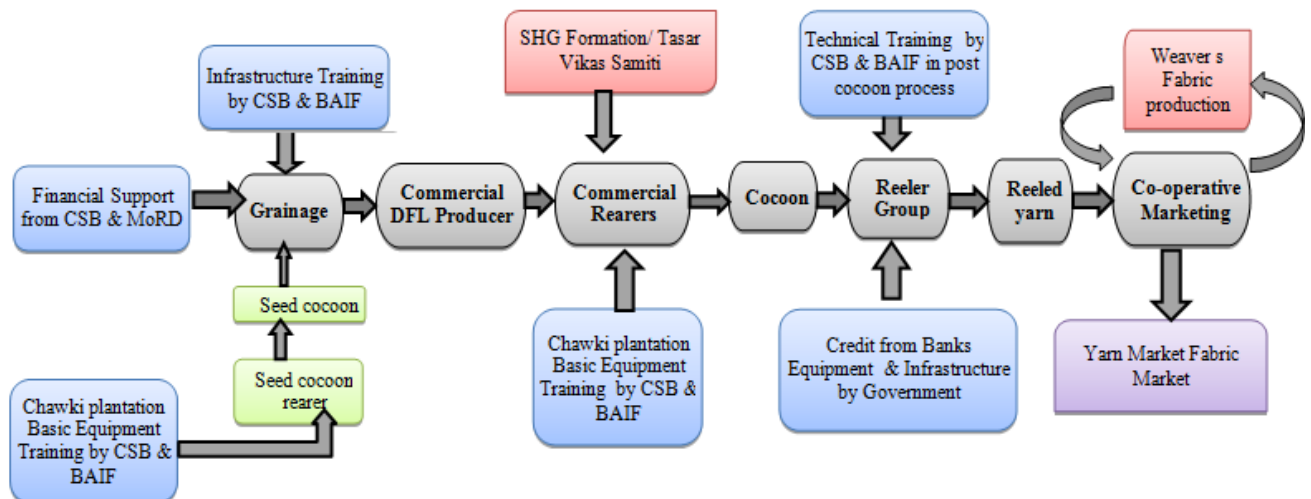 Infrastructure Training
by CSB & BAIF
SHG Formation/ Tasar
Vikas Samiti
Technical Training by
CSB & BAIF in post
cocoon process
Weaver s
Fabric
production
Financial Support
from CSB & MoRD
Grainage
Commercial
DFL Producer
Commercial
Rearers
Cocoon
Reeler
Group
Reeled
yarn
Co-operative
Marketing
Seed cocoon
Seed cocoon
rearer
Chawki plantation
Basic Equipment
Training by CSB &
BAIF
Chawki plantation
Basic Equipment
Training by CSB &
BAIF
Credit from Banks
Equipment & Infrastructure
by Government
Yarn Market Fabric
Market